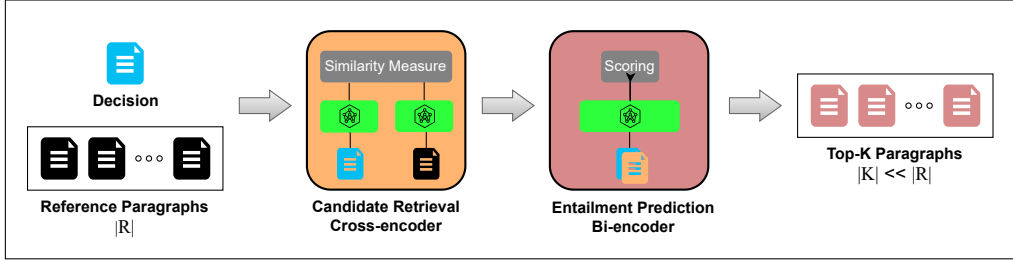 Decision
Reference Paragraphs
|R|
Similarity Measure
Candidate Retrieval
Cross-encoder
Scoring
Entailment Prediction
Bi-encoder
Top-K Paragraphs
|K| << |R|